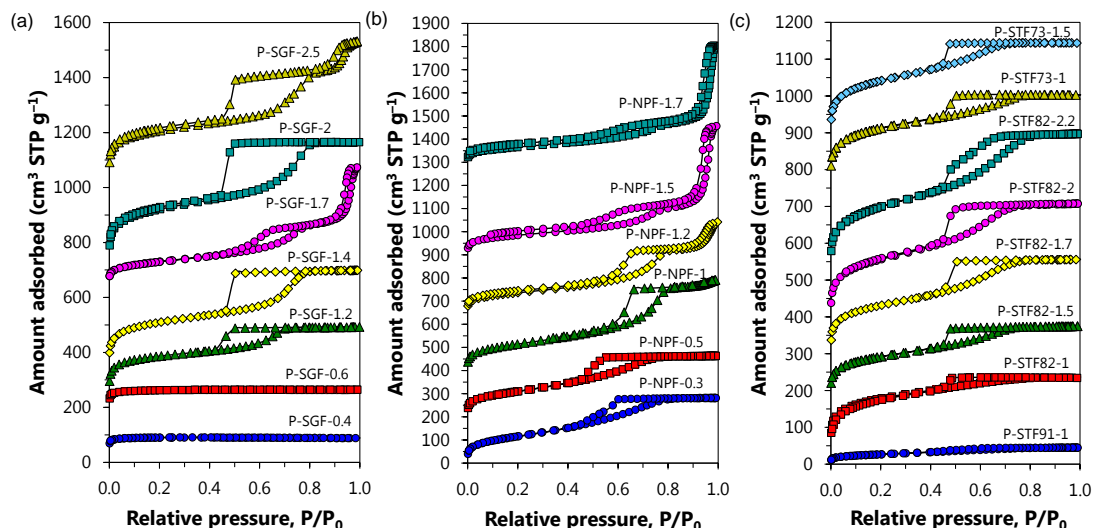 (a)
Amount adsorbed (cm³ STP g⁻¹)
1600
1400
1200
1000
800
600
400
200
0
P-SGF-2.5
P-SGF-2
P-SGF-1.7
P-SGF-1.4
P-SGF-1.2
P-SGF-0.6
P-SGF-0.4
0.0 0.2 0.4 0.6 0.8 1.0
Relative pressure, P/P₀
(b)
Amount adsorbed (cm³ STP g⁻¹)
1900
1800
1700
1600
1500
1400
1300
1200
1100
1000
900
800
700
600
500
400
300
200
100
0
P-NPF-1.7
P-NPF-1.5
P-NPF-1.2
P-NPF-1
P-NPF-0.5
P-NPF-0.3
0.0 0.2 0.4 0.6 0.8 1.0
Relative pressure, P/P₀
(c)
Amount adsorbed (cm³ STP g⁻¹)
1200
1100
1000
900
800
700
600
500
400
300
200
100
0
P-STF73-1.5
P-STF73-1
P-STF82-2.2
P-STF82-2
P-STF82-1.7
P-STF82-1.5
P-STF82-1
P-STF91-1
0.0 0.2 0.4 0.6 0.8 1.0
Relative pressure, P/P₀